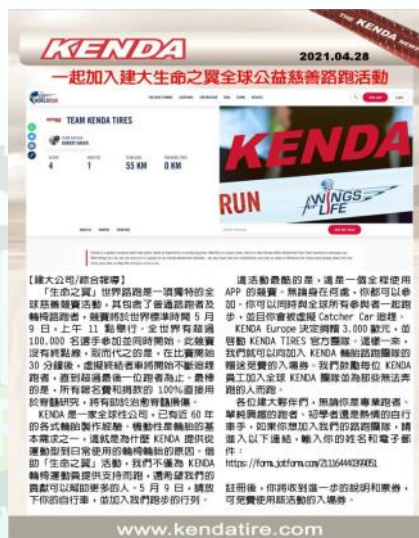 THE KENDA NEWS
KENDA
2021.04.28
一起加入建大生命之翼全球公益慈善路跑活動
TEAM KENDA TIRES
4
1
55 KM
0 KM
KENDA
RUN
WINGS
LIFE
【建大公司/綜合報導】
「生命之翼」世界路跑是一項獨特的全
球慈善競賽活動，其包含了普通路跑者及
輪椅路跑者，競賽將於世界標準時間 5 月
9 日，上午 11 點舉行。全世界有超過
100,000 名選手參加並同時開始。此競賽
沒有終點線，取而代之的是，在比賽開始
30 分鐘後，虛擬終結者車將開始不斷追趕
跑者，直到超過最後一位跑者為止。最棒
的是，所有報名費和捐款的 100%直接用
於脊髓研究，將有助於治癒脊髓損傷。
KENDA 是一家全球性公司，已有近 60 年
的各式輪胎製作經驗。機動性是輪胎的基
本需求之一，這就是為什麼 KENDA 提供從
運動型到日常使用的輪椅輪胎的原因。借
助「生命之翼」活動，我們不僅為 KENDA
輪椅運動員提供支持而跑，還希望我們的
貢獻可以幫助更多的人。5 月 9 日，請放
下你的自行車，並加入我們跑步的行列。
這活動最酷的是，這是一個全程使用
APP 的競賽。無論身在何處，你都可以參
加。你可以同時與全球所有參與者一起跑
步，並且你會被虛擬 Catcher Car 追趕。
KENDA Europe 決定捐贈 3,000 歐元，並
啓動 KENDA TIRES 官方團隊。這樣一來，
我們就可以向加入 KENDA 輪胎路跑團隊的
贈送免費的入場券。我們鼓勵每位 KENDA
員工加入全球 KENDA 團隊並為那些無法奔
跑的人而跑。
各位建大夥伴們，無論你是專業跑者、
單純興趣的跑者、初學者還是熱情的自行
車手，如果你想加入我們的路跑團隊，請
進入以下連結，輸入你的姓名和電子郵
件：
https://form.jotform.com/211164440399051
註冊後，你將收到進一步的說明和票券，
可免費使用該活動的入場券。
www.kendatire.com